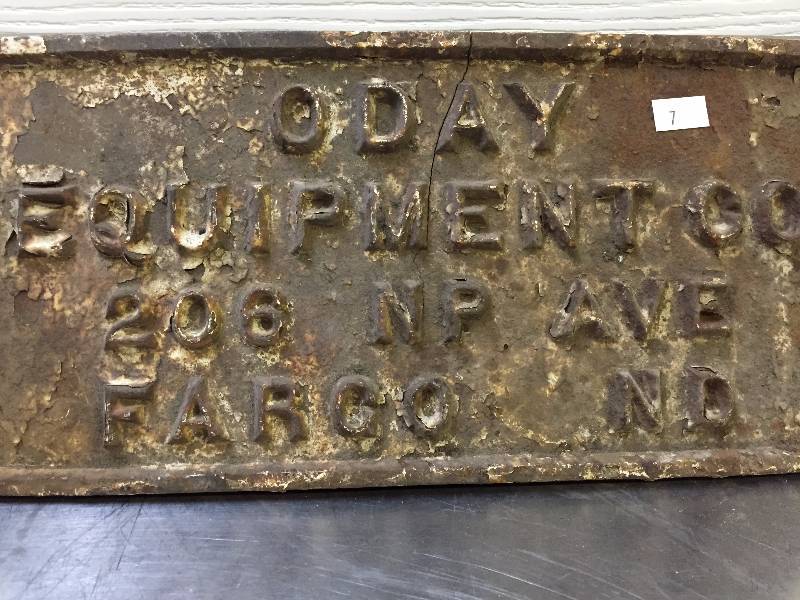 ODAY
7
EQUIPMENT CO
206 NP AVE
FARGO ND